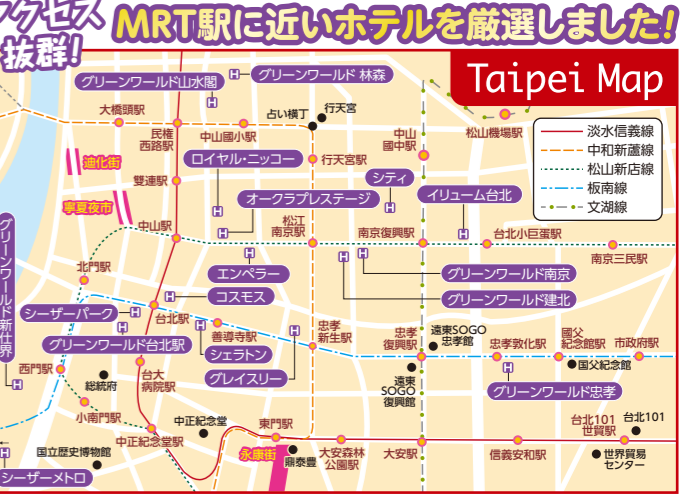 アクセス
抜群!
MRT駅に近いホテルを厳選しました!
Taipei Map
グリーンワールド山水閣
グリーンワールド 林森
大橋頭駅
民権
西路駅
中山國小駅
占い横丁
行天宮
行天宮駅
中山
國中駅
松山機場駅
淡水信義線
中和新蘆線
松山新店線
板南線
文湖線
迪化街
ロイヤル・ニッコー
雙連駅
シティ
寧夏夜市
オークラプレステージ
イリューム台北
中山駅
松江
南京駅
南京復興駅
台北小巨蛋駅
南京三民駅
グリーンワールド新仕界
北門駅
エンペラー
グリーンワールド南京
コスモス
グリーンワールド建北
シーザーパーク
台北駅
善導寺駅
忠孝
新生駅
忠孝
復興駅
遠東SOGO
忠孝館
忠孝敦化駅
國父
紀念館駅
市政府駅
グリーンワールド台北駅
シェラトン
国父紀念館
西門駅
総統府
台大
病院駅
グレイスリー
遠東
SOGO
復興館
グリーンワールド忠孝
小南門駅
中正紀念堂
東門駅
台北101
世貿駅
台北101
中正紀念堂駅
国立歴史博物館
永康街
鼎泰豊
大安森林
公園駅
大安駅
信義安和駅
世界貿易
センター
シーザーメトロ